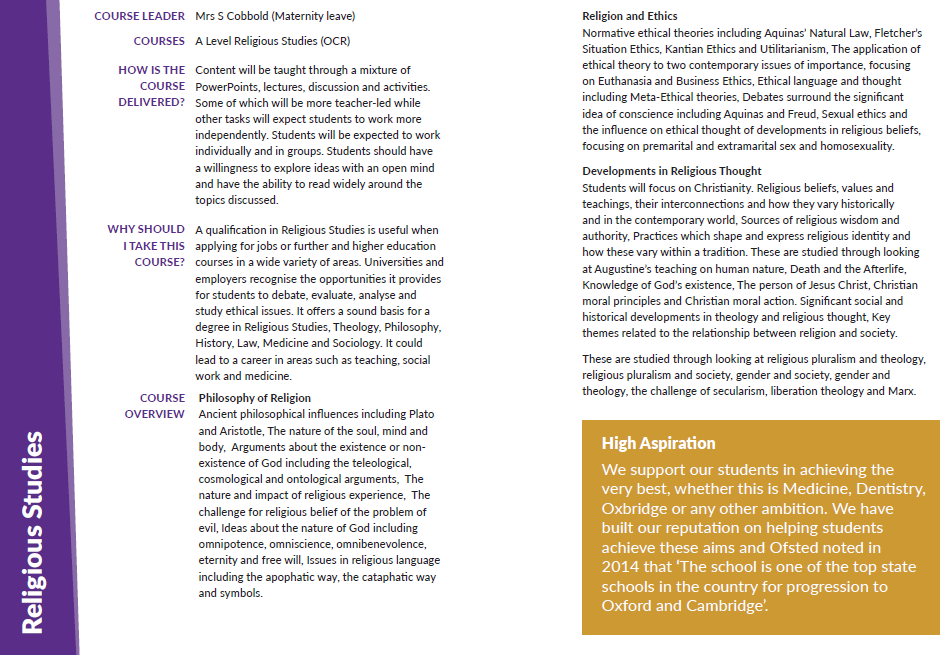 Religious Studies
COURSE LEADER Mrs S Cobbold (Maternity leave)
COURSES A Level Religious Studies (OCR)
HOW IS THE COURSE DELIVERED?
Content will be taught through a mixture of
PowerPoints, lectures, discussion and activities.
Some of which will be more teacher-led while
other tasks will expect students to work more
independently. Students will be expected to work
individually and in groups. Students should have
a willingness to explore ideas with an open mind
and have the ability to read widely around the
topics discussed.
WHY SHOULD
I TAKE THIS
COURSE?
A qualification in Religious Studies is useful when
applying for jobs or further and higher education
courses in a wide variety of areas. Universities and
employers recognise the opportunities it provides
for students to debate, evaluate, analyse and
study ethical issues. It offers a sound basis for a
degree in Religious Studies, Theology, Philosophy,
History, Law, Medicine and Sociology. It could
lead to a career in areas such as teaching, social
work and medicine.
COURSE
OVERVIEW
Philosophy of Religion
Ancient philosophical influences including Plato
and Aristotle, The nature of the soul, mind and
body, Arguments about the existence or non-
existence of God including the teleological,
cosmological and ontological arguments, The
nature and impact of religious experience, The
challenge for religious belief of the problem of
evil, Ideas about the nature of God including
omnipotence, omniscience, omnibenevolence,
eternity and free will, Issues in religious language
including the apophatic way, the cataphatic way
and symbols.
Religion and Ethics
Normative ethical theories including Aquinas' Natural Law, Fletcher's
Situation Ethics, Kantian Ethics and Utilitarianism, The application of
ethical theory to two contemporary issues of importance, focusing
on Euthanasia and Business Ethics, Ethical language and thought
including Meta-Ethical theories, Debates surround the significant
idea of conscience including Aquinas and Freud, Sexual ethics and
the influence on ethical thought of developments in religious beliefs,
focusing on premarital and extramarital sex and homosexuality.
Developments in Religious Thought
Students will focus on Christianity. Religious beliefs, values and
teachings, their interconnections and how they vary historically
and in the contemporary world, Sources of religious wisdom and
authority, Practices which shape and express religious identity and
how these vary within a tradition. These are studied through looking
at Augustine's teaching on human nature, Death and the Afterlife,
Knowledge of God's existence, The person of Jesus Christ, Christian
moral principles and Christian moral action. Significant social and
historical developments in theology and religious thought, Key
themes related to the relationship between religion and society.
These are studied through looking at religious pluralism and theology,
religious pluralism and society, gender and society, gender and
theology, the challenge of secularism, liberation theology and Marx.
High Aspiration
We support our students in achieving the
very best, whether this is Medicine, Dentistry,
Oxbridge or any other ambition. We have
built our reputation on helping students
achieve these aims and Ofsted noted in
2014 that 'The school is one of the top state
schools in the country for progression to
Oxford and Cambridge'.